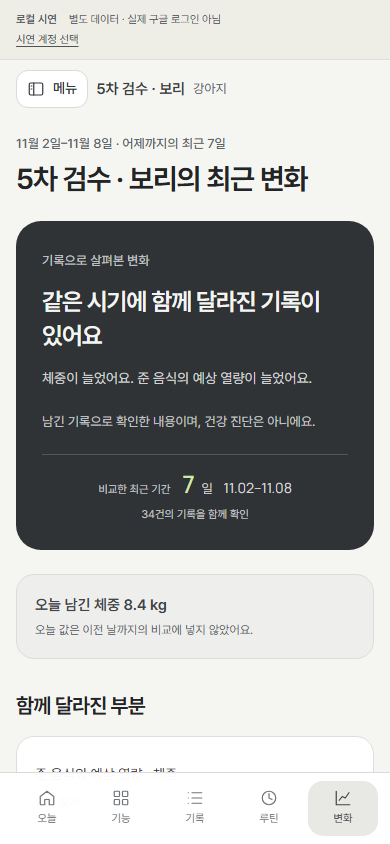 로컬 시연 별도 데이터 · 실제 구글 로그인 아님
시연 계정 선택
메뉴 5차 검수 · 보리 강아지
11월 2일–11월 8일 · 어제까지의 최근 7일
5차 검수 · 보리의 최근 변화
기록으로 살펴본 변화
같은 시기에 함께 달라진 기록이
있어요
체중이 늘었어요. 준 음식의 예상 열량이 늘었어요.
남긴 기록으로 확인한 내용이며, 건강 진단은 아니에요.
비교한 최근 기간 7 일 11.02–11.08
34건의 기록을 함께 확인
오늘 남긴 체중 8.4 kg
오늘 값은 이전 날까지의 비교에 넣지 않았어요.
함께 달라진 부분
오늘 기능 기록 루틴 변화